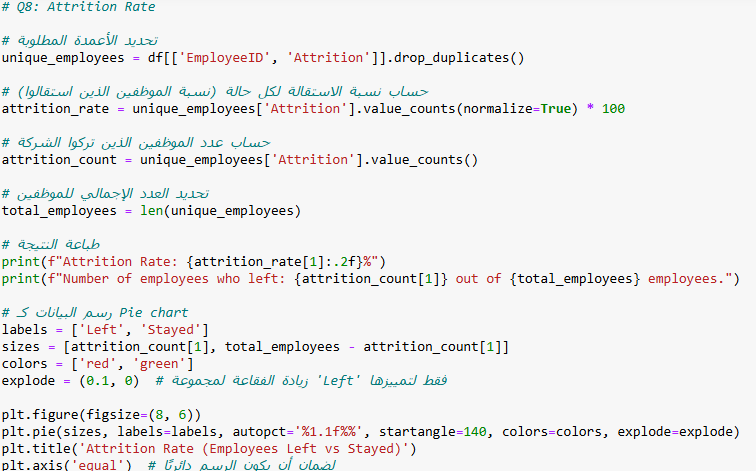 # Q8: Attrition Rate
# تحديد الأعمدة المطلوبة
unique_employees = df[['EmployeeID', 'Attrition']].drop_duplicates()
# حساب نسبة الاستقالة لكل حالة (نسبة الموظفين الذين استقالوا)
attrition_rate = unique_employees['Attrition'].value_counts(normalize=True) * 100
# حساب عدد الموظفين الذين تركوا الشركة
attrition_count = unique_employees['Attrition'].value_counts()
# تحديد العدد الإجمالي للموظفين
total_employees = len(unique_employees)
# طباعة النتيجة
print(f"Attrition Rate: {attrition_rate[1]:.2f}%")
print(f"Number of employees who left: {attrition_count[1]} out of {total_employees} employees.")
# رسم البيانات كـ Pie chart
labels = ['Left', 'Stayed']
sizes = [attrition_count[1], total_employees - attrition_count[1]]
colors = ['red', 'green']
explode = (0.1, 0)  # زيادة الفقاعة لمجموعة 'Left' فقط لتمييزها
plt.figure(figsize=(8, 6))
plt.pie(sizes, labels=labels, autopct='%1.1f%%', startangle=140, colors=colors, explode=explode)
plt.title('Attrition Rate (Employees Left vs Stayed)')
plt.axis('equal')  # لضمان أن يكون الرسم دائريًا